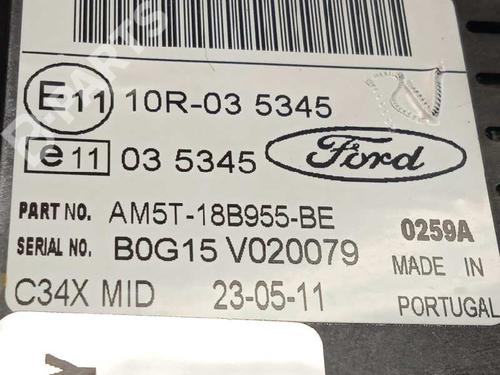 E11 10R-03 5345
e 11 03 5345
Ford
PART NO. AM5T-18B955-BE
0259A
SERIAL NO. B0G15 V020079
MADE IN
C34X MID 23-05-11
PORTUGAL